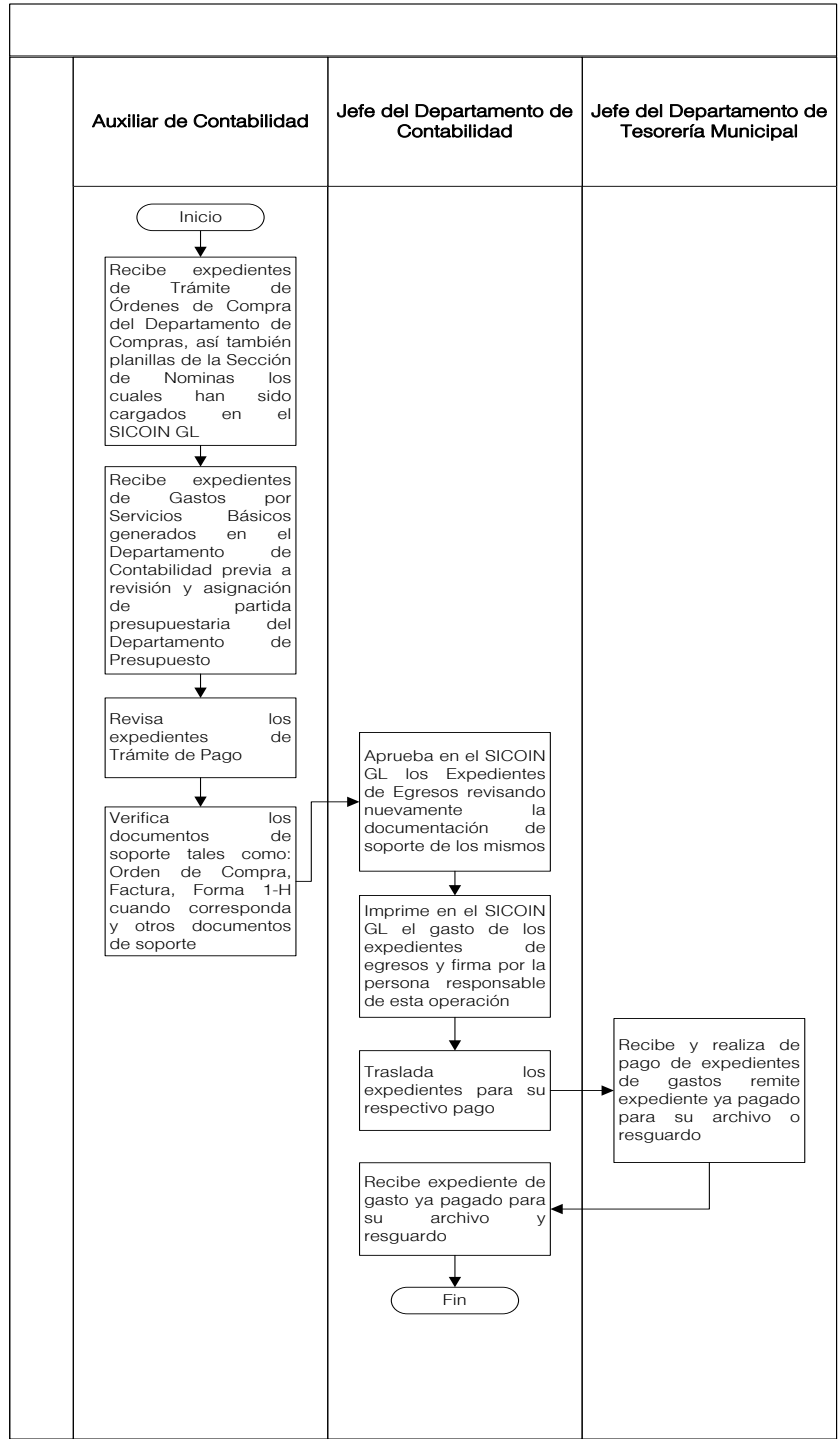 Auxiliar de Contabilidad
Jefe del Departamento de
Contabilidad
Jefe del Departamento de
Tesorería Municipal
Inicio
Recibe expedientes
de Trámite de
Órdenes de Compra
del Departamento de
Compras, así también
planillas de la Sección
de Nominas los
cuales han sido
cargados en el
SICOIN GL
Recibe expedientes
de Gastos por
Servicios Básicos
generados en el
Departamento de
Contabilidad previa a
revisión y asignación
de partida
presupuestaria del
Departamento de
Presupuesto
Revisa los
expedientes de
Trámite de Pago
Verifica los
documentos de
soporte tales como:
Orden de Compra,
Factura, Forma 1-H
cuando corresponda
y otros documentos
de soporte
Aprueba en el SICOIN
GL los Expedientes
de Egresos revisando
nuevamente la
documentación de
soporte de los mismos
Imprime en el SICOIN
GL el gasto de los
expedientes de
egresos y firma por la
persona responsable
de esta operación
Traslada los
expedientes para su
respectivo pago
Recibe y realiza de
pago de expedientes
de gastos remite
expediente ya pagado
para su archivo o
resguardo
Recibe expediente de
gasto ya pagado para
su archivo y
resguardo
Fin